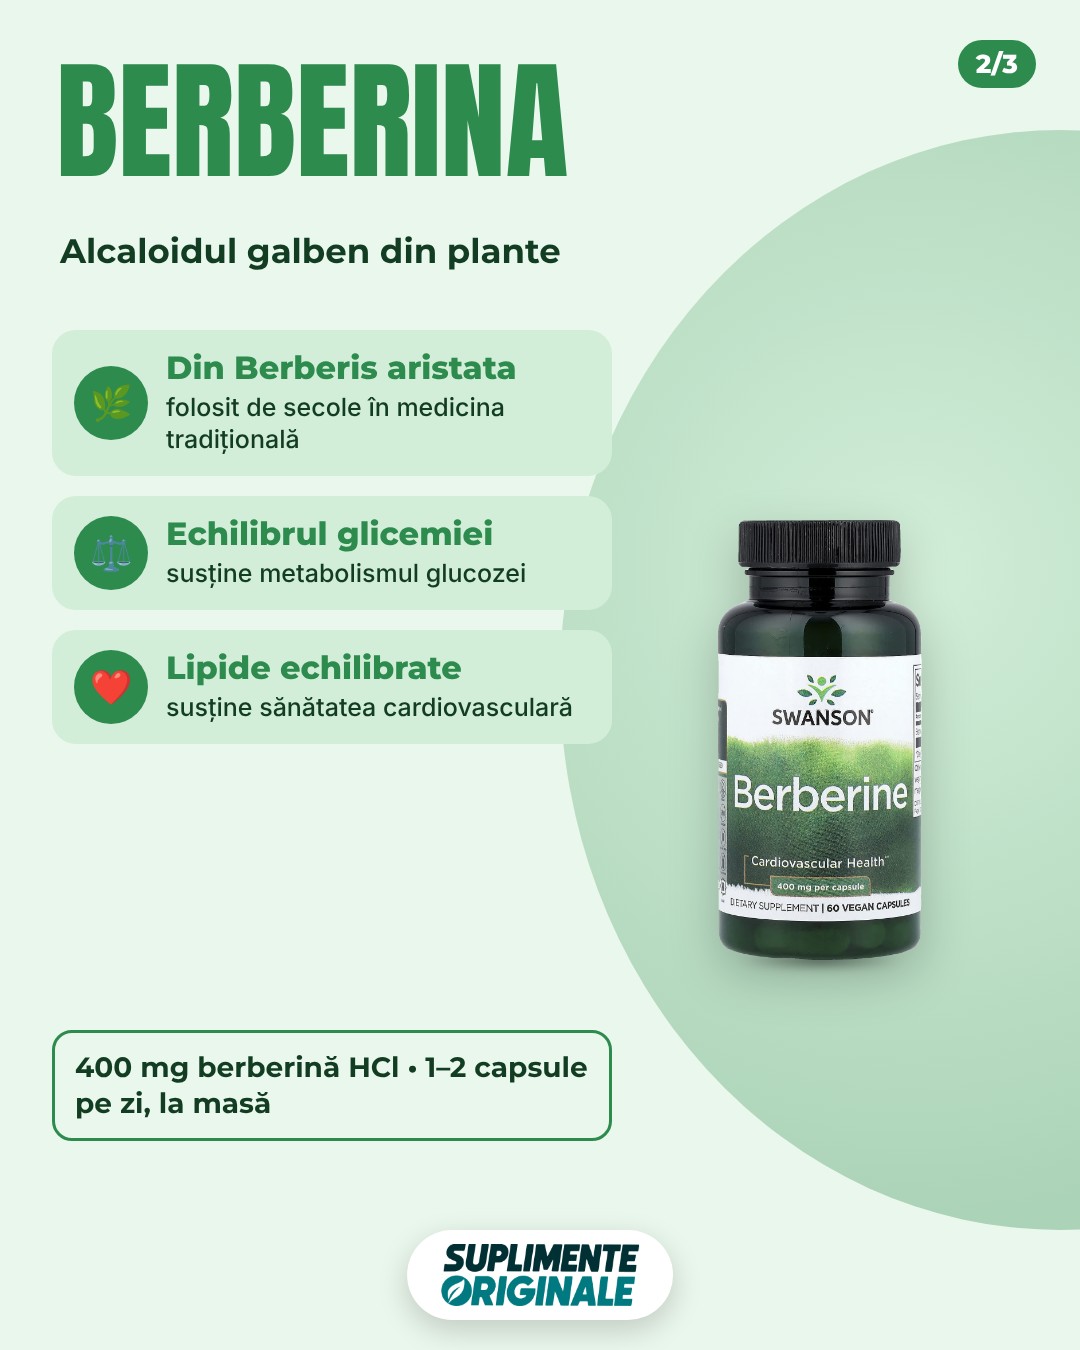 2/3
BERBERINA
Alcaloidul galben din plante
Din Berberis aristata
folosit de secole în medicina
tradițională
Echilibrul glicemiei
susține metabolismul glucozei
Lipide echilibrate
susține sănătatea cardiovasculară
SWANSON
Berberine
Cardiovascular Health
400 mg per capsule
DIETARY SUPPLEMENT | 60 VEGAN CAPSULES
400 mg berberină HCl • 1–2 capsule
pe zi, la masă
SUPLIMENTE
ORIGINALE